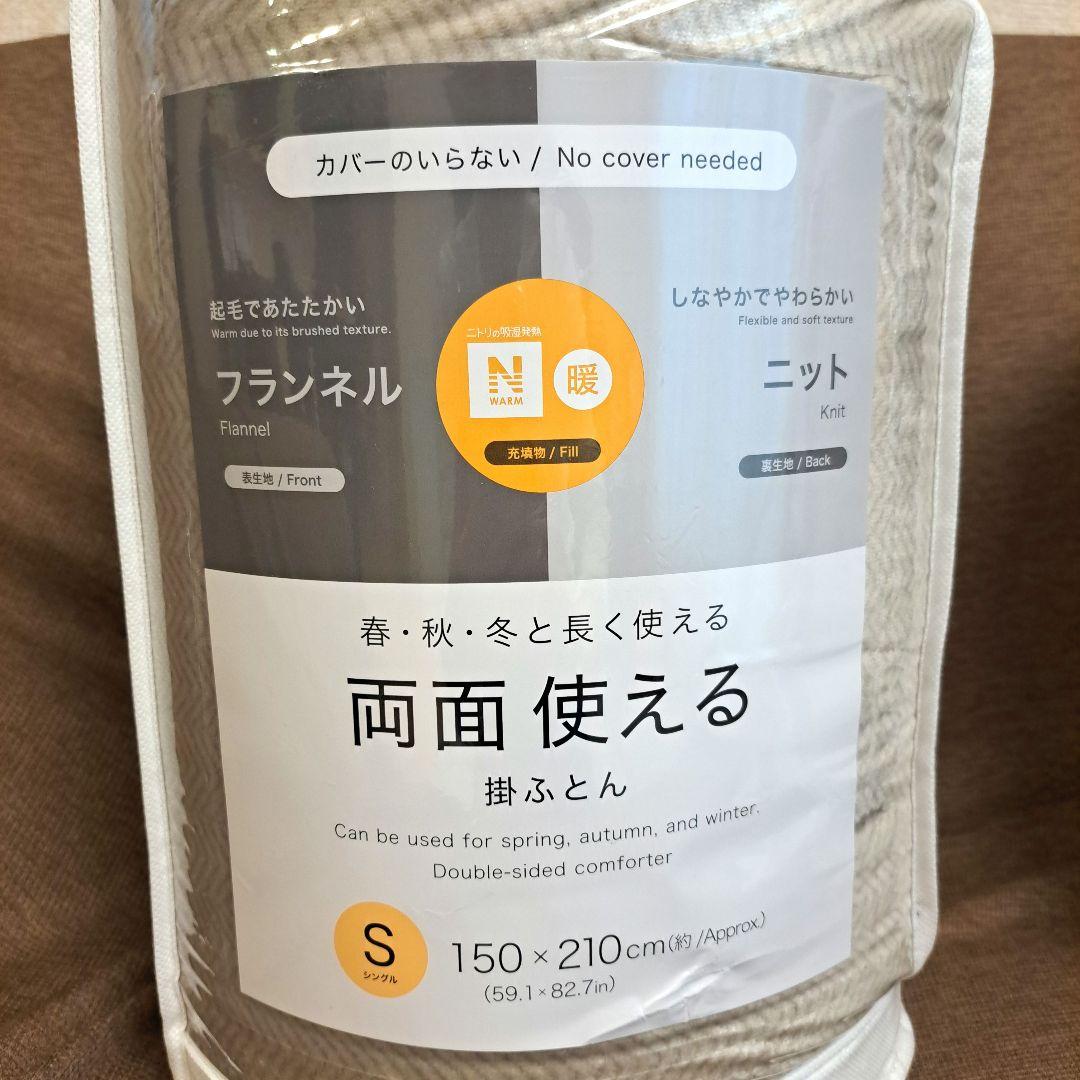 カバーのいらない / No cover needed
起毛であたたかい
Warm due to its brushed texture.
フランネル
Flannel
表生地 / Front
ニトリの吸湿発熱
N
WARM
暖
充填物 / Fill
しなやかでやわらかい
Flexible and soft texture
ニット
Knit
裏生地 / Back
春・秋・冬と長く使える
両面 使える
掛ふとん
Can be used for spring, autumn, and winter.
Double-sided comforter
S
シングル
150 × 210cm(約 /Approx.)
(59.1×82.7in)